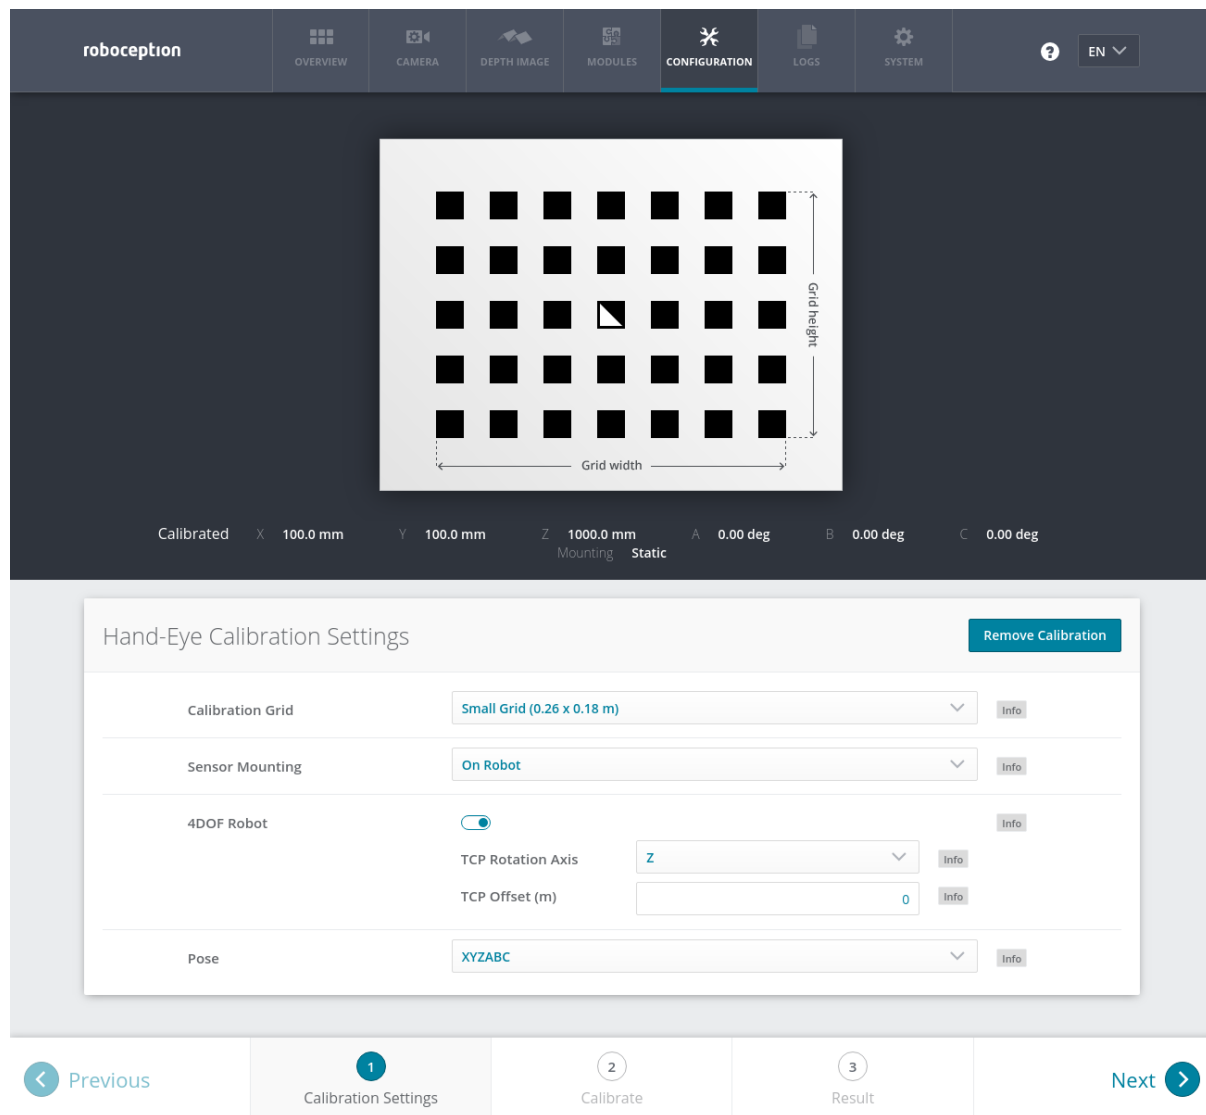 roboception
OVERVIEW
CAMERA
DEPTH IMAGE
MODULES
CONFIGURATION
LOGS
SYSTEM
?
EN
Grid height
Grid width
Calibrated X 100.0 mm Y 100.0 mm Z 1000.0 mm A 0.00 deg B 0.00 deg C 0.00 deg
Mounting Static
Hand-Eye Calibration Settings
Remove Calibration
Calibration Grid
Small Grid (0.26 x 0.18 m)
Info
Sensor Mounting
On Robot
Info
4DOF Robot
Info
TCP Rotation Axis
Z
Info
TCP Offset (m)
0
Info
Pose
XYZABC
Info
Previous
1
Calibration Settings
2
Calibrate
3
Result
Next